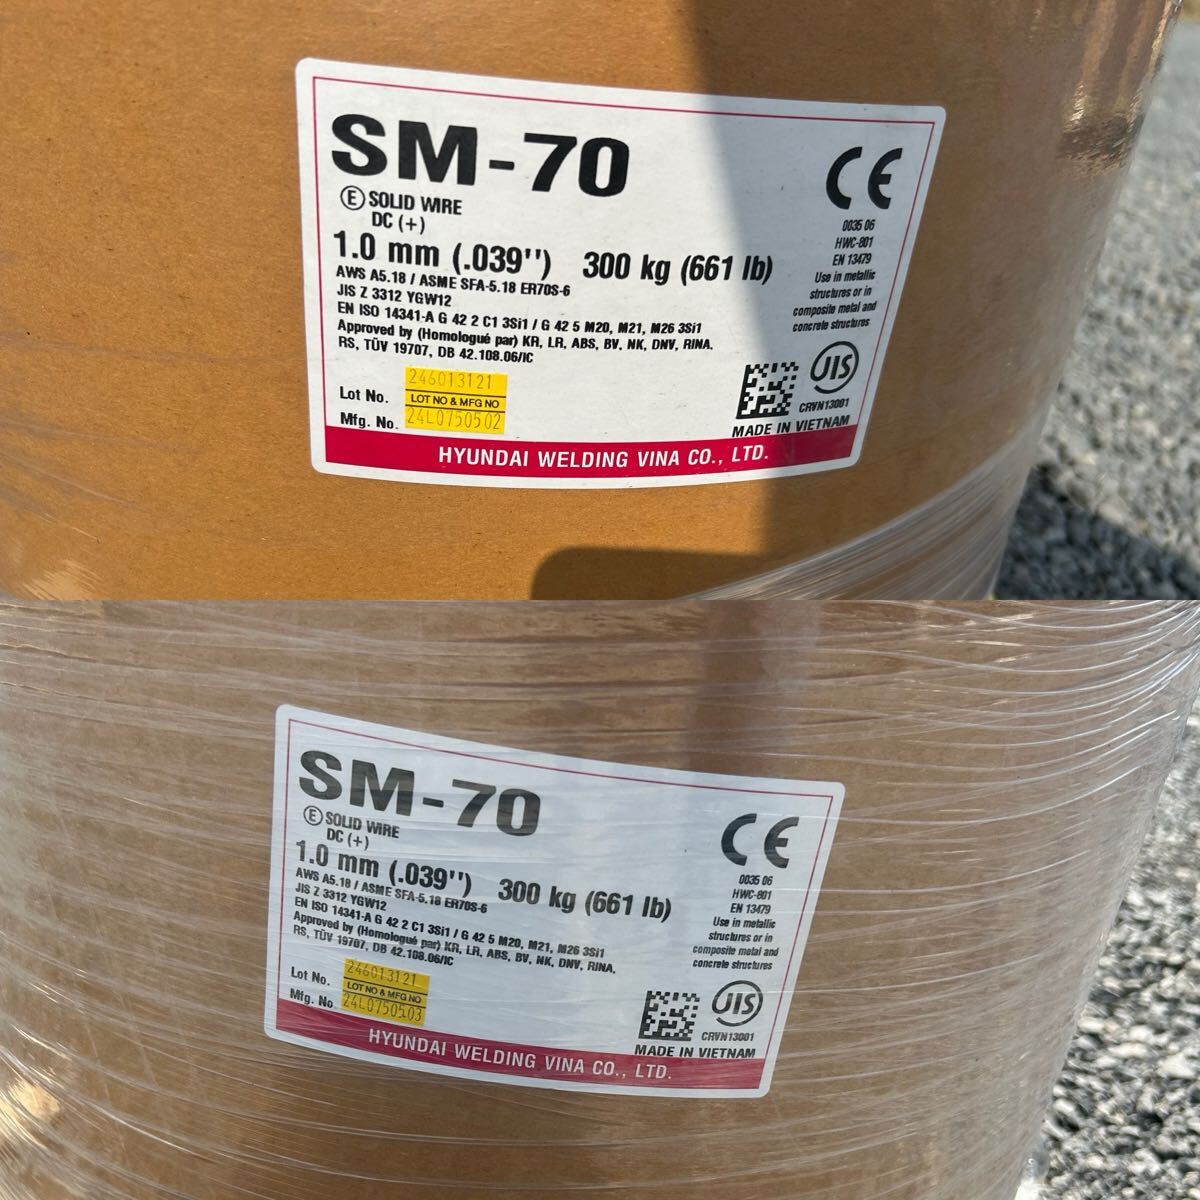 SM-70
Ⓔ SOLID WIRE
DC (+)
1.0 mm (.039'') 300 kg (661 lb)
AWS A5.18 / ASME SFA-5.18 ER70S-6
JIS Z 3312 YGW12
EN ISO 14341-A G 42 2 C1 3Si1 / G 42 5 M20, M21, M26 3Si1
Approved by (Homologué par) KR, LR, ABS, BV, NK, DNV, RINA,
RS, TÜV 19707, DB 42.108.06/IC
Lot No. 246013121
LOT NO & MFG NO
Mfg. No. 24L0750502
CE
0035 06
HWC-801
EN 13479
Use in metallic
structures or in
composite metal and
concrete structures
JIS
CRVN13001
MADE IN VIETNAM
HYUNDAI WELDING VINA CO., LTD.
SM-70
Ⓔ SOLID WIRE
DC (+)
1.0 mm (.039'') 300 kg (661 lb)
AWS A5.18 / ASME SFA-5.18 ER70S-6
JIS Z 3312 YGW12
EN ISO 14341-A G 42 2 C1 3Si1 / G 42 5 M20, M21, M26 3Si1
Approved by (Homologué par) KR, LR, ABS, BV, NK, DNV, RINA,
RS, TÜV 19707, DB 42.108.06/IC
Lot No. 246013121
LOT NO & MFG NO
Mfg. No 24L0750503
CE
0035 06
HWC-801
EN 13479
Use in metallic
structures or in
composite metal and
concrete structures
JIS
CRVN13001
MADE IN VIETNAM
HYUNDAI WELDING VINA CO., LTD.